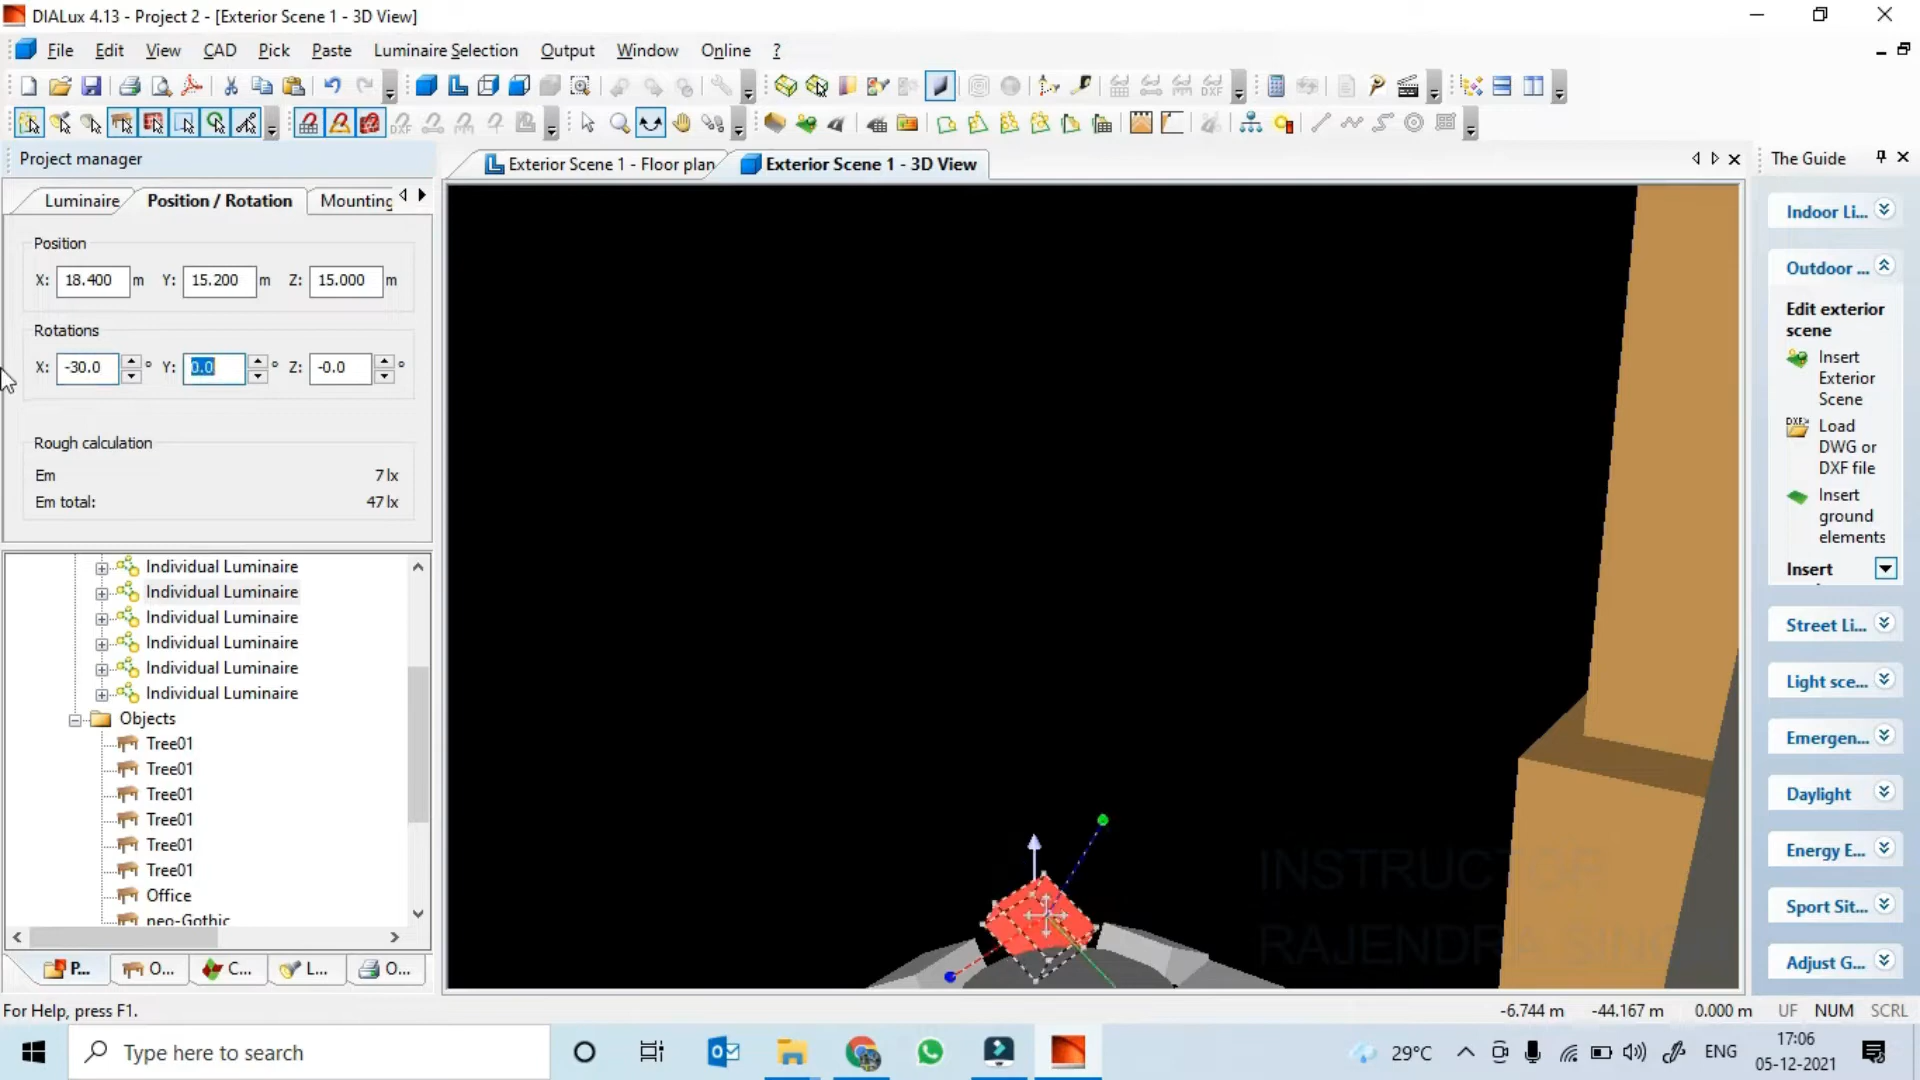 DIALux 4.13 - Project 2 - [Exterior Scene 1 - 3D View]
File Edit View CAD Pick Paste Luminaire Selection Output Window Online ?
Project manager
Exterior Scene 1 - Floor plan
Exterior Scene 1 - 3D View
The Guide
Luminaire Position / Rotation Mounting
Position
X: 18.400 m Y: 15.200 m Z: 15.000 m
Rotations
X: -30.0 ° Y: 0.0 ° Z: -0.0 °
Rough calculation
Em 7 lx
Em total: 47 lx
Individual Luminaire
Individual Luminaire
Individual Luminaire
Individual Luminaire
Individual Luminaire
Individual Luminaire
Objects
Tree01
Tree01
Tree01
Tree01
Tree01
Tree01
Office
neo-Gothic
P... O... C... L... O...
Indoor Li...
Outdoor ...
Edit exterior
scene
Insert
Exterior
Scene
Load
DWG or
DXF file
Insert
ground
elements
Insert
Street Li...
Light sce...
Emergen...
Daylight
Energy E...
Sport Sit...
Adjust G...
INSTRUCTOR
For Help, press F1.
-6.744 m -44.167 m 0.000 m UF NUM SCRL
Type here to search
29°C
ENG
17:06
05-12-2021